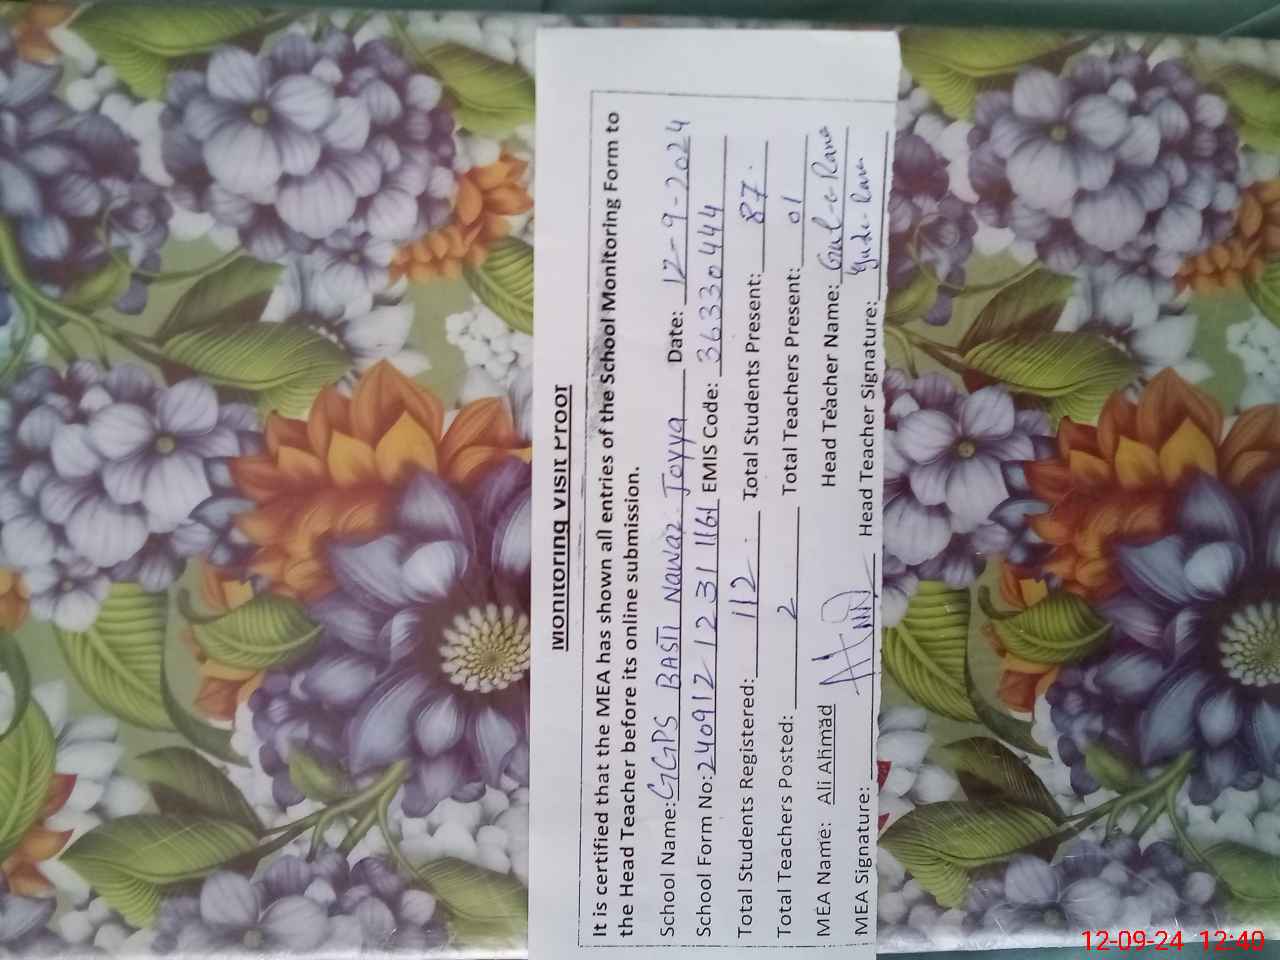 Monitoring Visit Proof
It is certified that the MEA has shown all entries of the School Monitoring Form to
the Head Teacher before its online submission.
School Name: GGPS BASTI Nawaz Joyya Date: 12-9-2024
School Form No: 240912 1231 1161 EMIS Code: 36330444
Total Students Registered: 112 Total Students Present: 87.
Total Teachers Posted: 2 Total Teachers Present: 01
MEA Name: Ali Ahmad Head Teacher Name: Gul-e-Rana
MEA Signature: Head Teacher Signature:
12-09-24 12:40